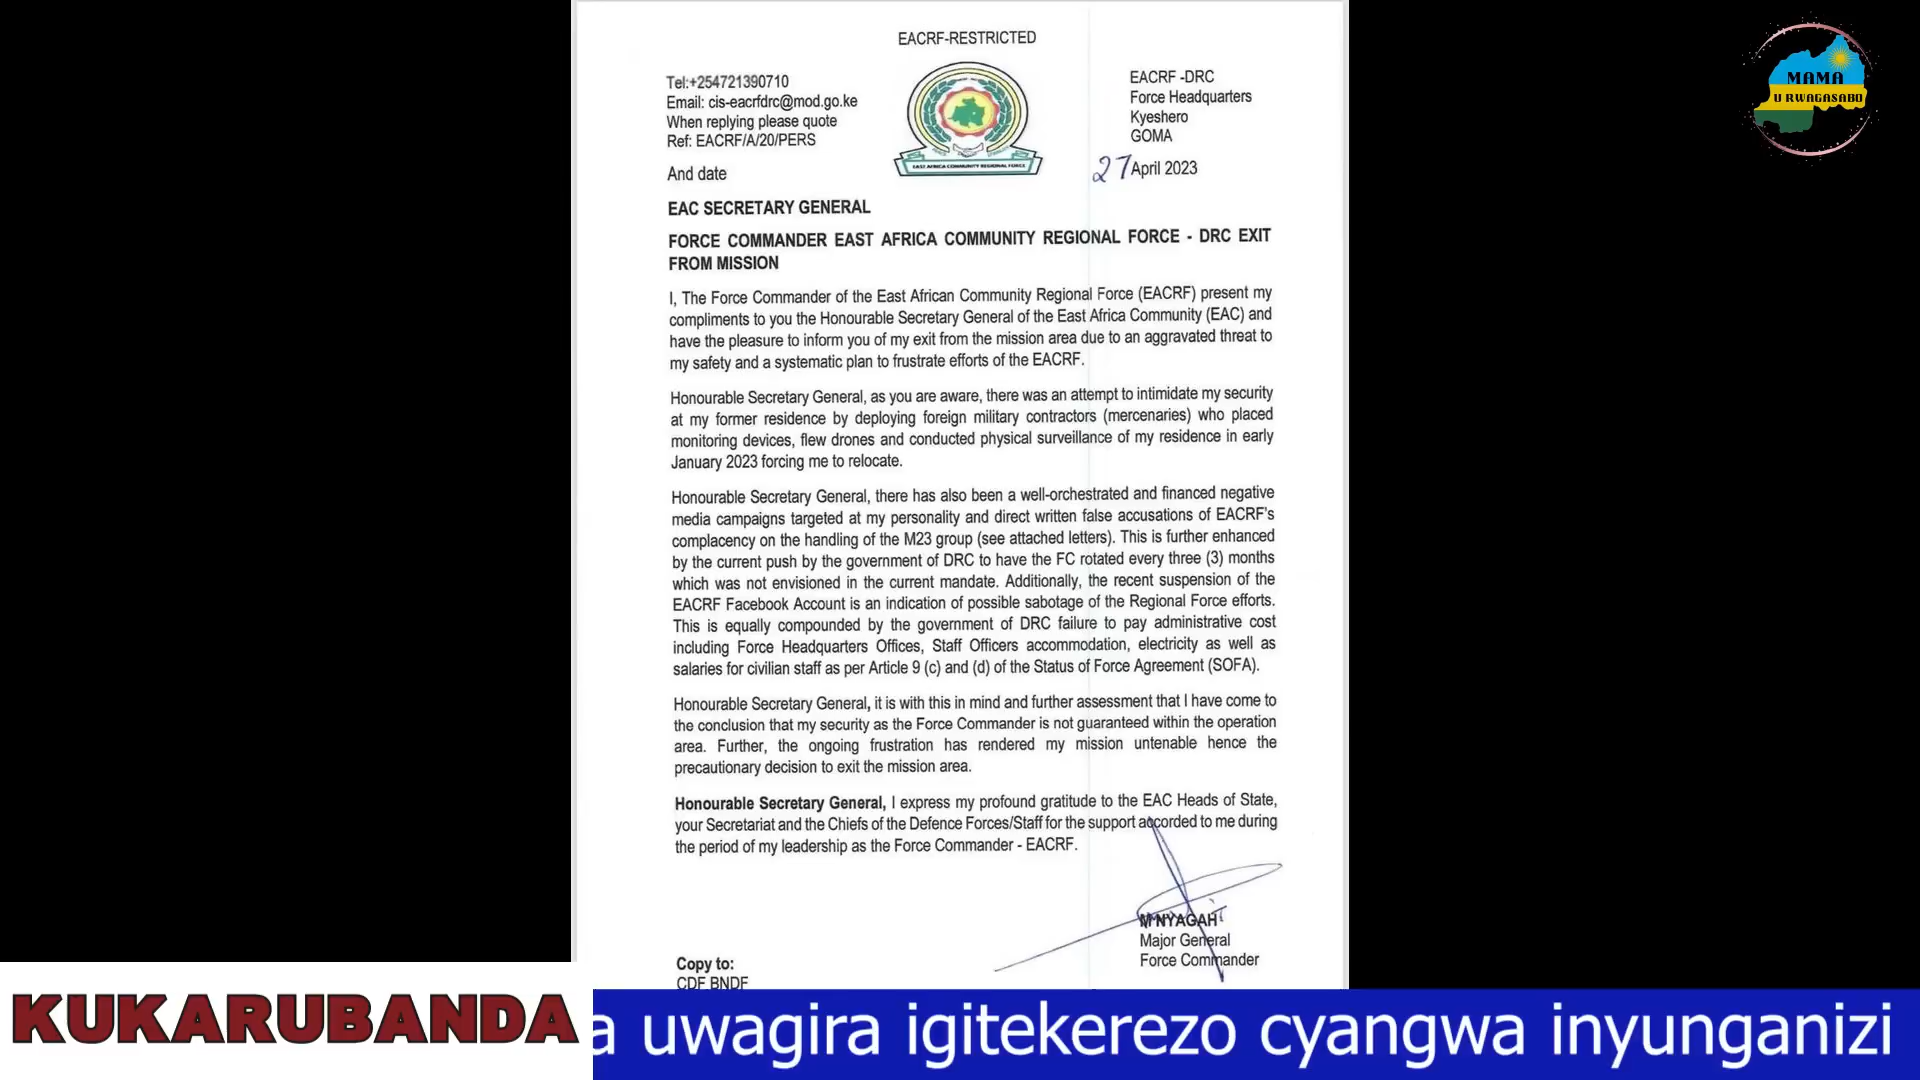 EACRF-RESTRICTED
Tel:+254721390710
Email: cis-eacrfdrc@mod.go.ke
When replying please quote
Ref: EACRF/A/20/PERS
And date
EAST AFRICA COMMUNITY REGIONAL FORCE
EACRF -DRC
Force Headquarters
Kyeshero
GOMA
27 April 2023
MAMA
U RWAGASABO
EAC SECRETARY GENERAL
FORCE COMMANDER EAST AFRICA COMMUNITY REGIONAL FORCE - DRC EXIT
FROM MISSION
I, The Force Commander of the East African Community Regional Force (EACRF) present my
compliments to you the Honourable Secretary General of the East Africa Community (EAC) and
have the pleasure to inform you of my exit from the mission area due to an aggravated threat to
my safety and a systematic plan to frustrate efforts of the EACRF.
Honourable Secretary General, as you are aware, there was an attempt to intimidate my security
at my former residence by deploying foreign military contractors (mercenaries) who placed
monitoring devices, flew drones and conducted physical surveillance of my residence in early
January 2023 forcing me to relocate.
Honourable Secretary General, there has also been a well-orchestrated and financed negative
media campaigns targeted at my personality and direct written false accusations of EACRF's
complacency on the handling of the M23 group (see attached letters). This is further enhanced
by the current push by the government of DRC to have the FC rotated every three (3) months
which was not envisioned in the current mandate. Additionally, the recent suspension of the
EACRF Facebook Account is an indication of possible sabotage of the Regional Force efforts.
This is equally compounded by the government of DRC failure to pay administrative cost
including Force Headquarters Offices, Staff Officers accommodation, electricity as well as
salaries for civilian staff as per Article 9 (c) and (d) of the Status of Force Agreement (SOFA).
Honourable Secretary General, it is with this in mind and further assessment that I have come to
the conclusion that my security as the Force Commander is not guaranteed within the operation
area. Further, the ongoing frustration has rendered my mission untenable hence the
precautionary decision to exit the mission area.
Honourable Secretary General, I express my profound gratitude to the EAC Heads of State,
your Secretariat and the Chiefs of the Defence Forces/Staff for the support accorded to me during
the period of my leadership as the Force Commander - EACRF.
M NYAGAH
Major General
Force Commander
Copy to:
CDF BNDF
KUKARUBANDA
a uwagira igitekerezo cyangwa inyunganizi